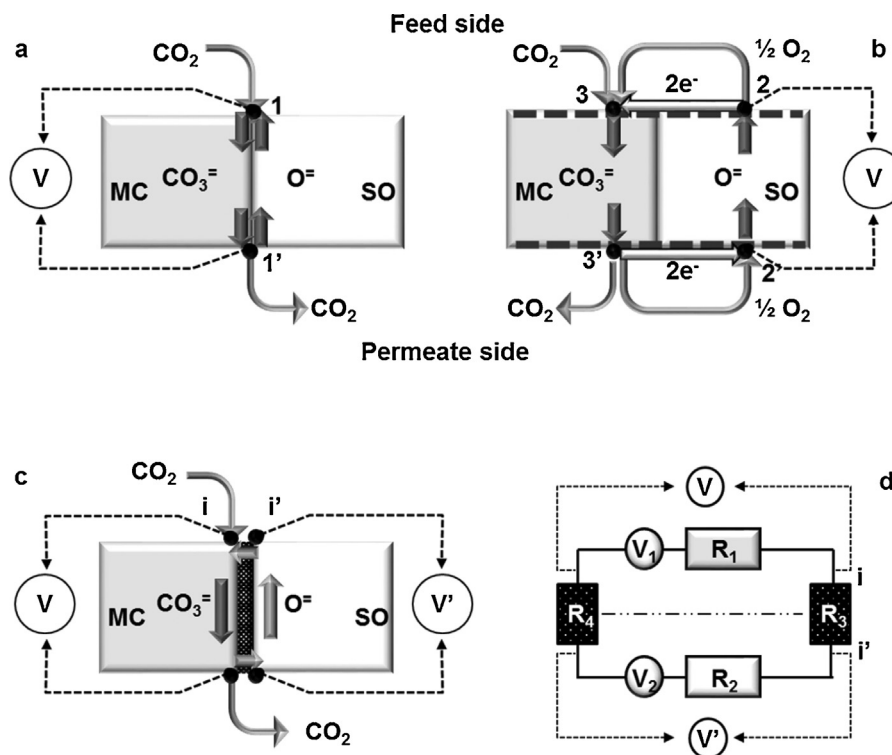 Feed side
a
CO₂
1
V
MC
CO₃⁼
O⁼
SO
1'
CO₂
b
CO₂
½ O₂
3
2e⁻
2
MC
CO₃⁼
O⁼
SO
V
3'
2e⁻
2'
CO₂
½ O₂
Permeate side
c
CO₂
i
i'
V
MC
CO₃⁼
O⁼
SO
V'
CO₂
d
V
V₁
R₁
i
R₄
R₃
i'
V₂
R₂
V'